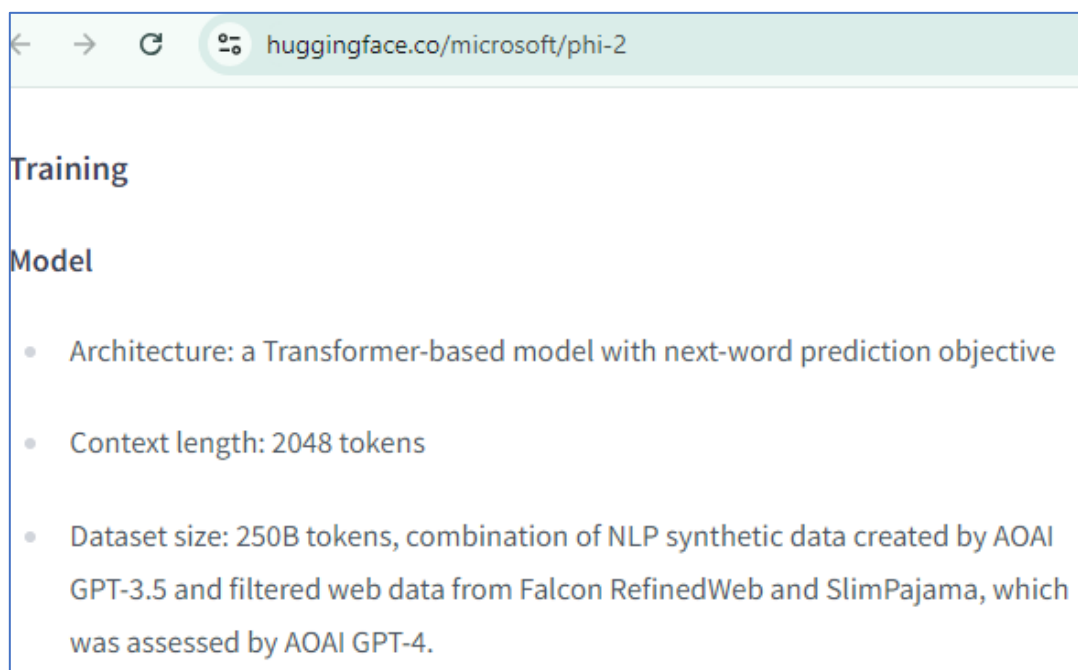 huggingface.co/microsoft/phi-2
Training
Model
Architecture: a Transformer-based model with next-word prediction objective
Context length: 2048 tokens
Dataset size: 250B tokens, combination of NLP synthetic data created by AOAI
GPT-3.5 and filtered web data from Falcon RefinedWeb and SlimPajama, which
was assessed by AOAI GPT-4.